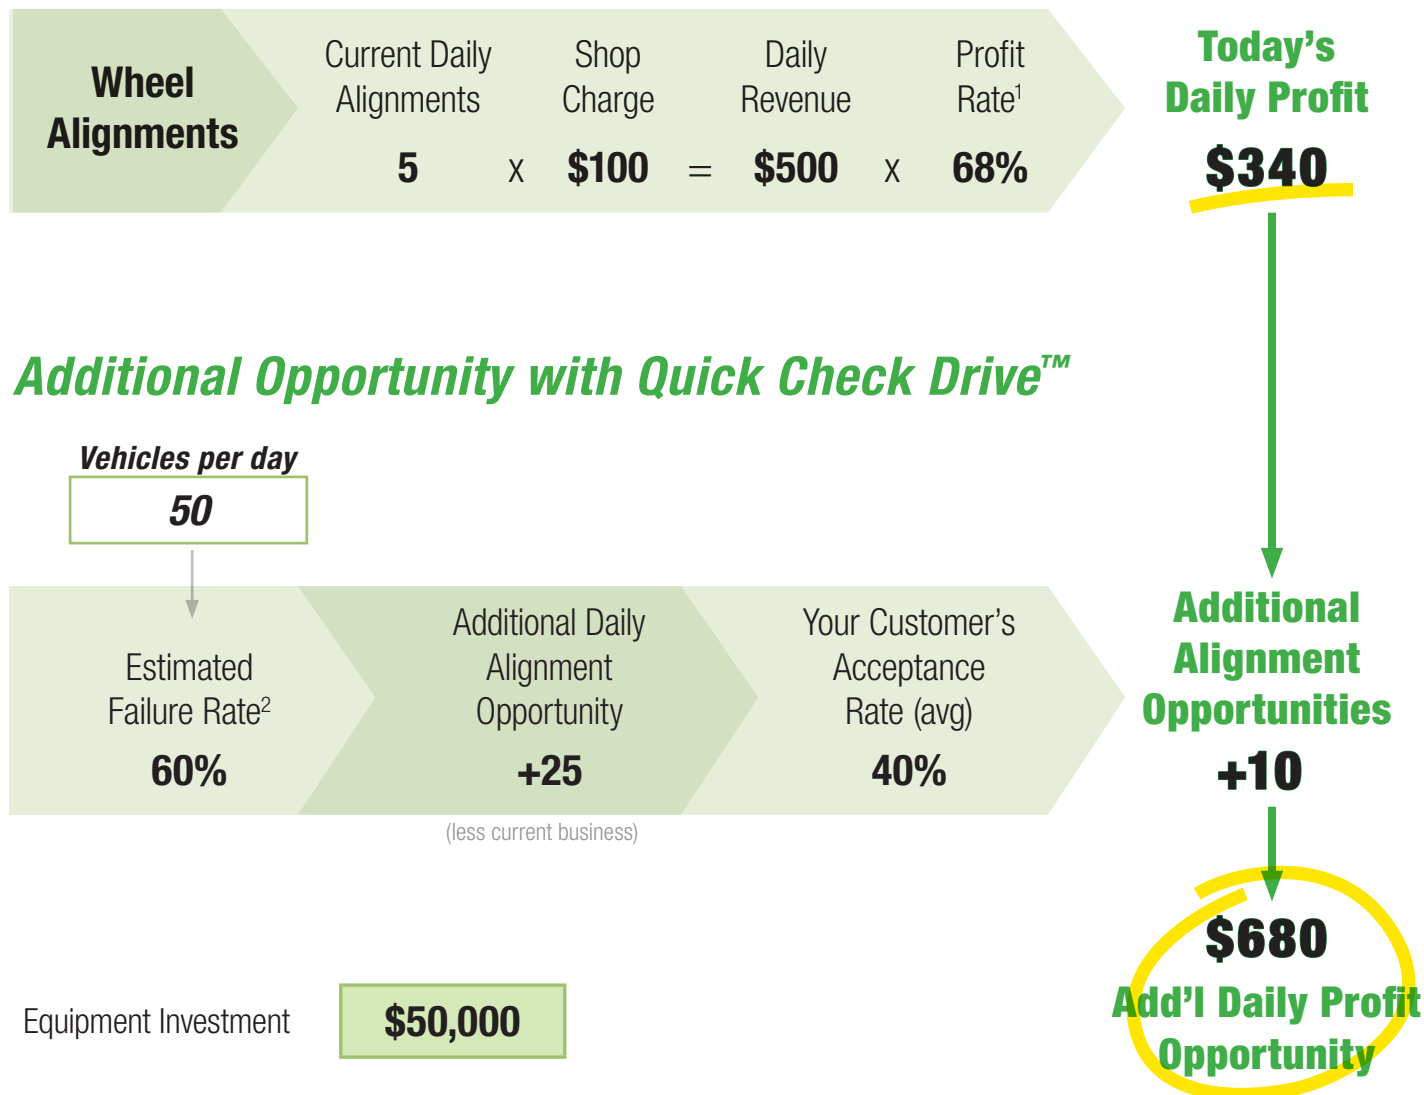 Wheel
Alignments
Current Daily
Alignments
5
x
Shop
Charge
$100
=
Daily
Revenue
$500
x
Profit
Rate¹
68%
Today’s
Daily Profit
$340
Additional Opportunity with Quick Check Drive™
Vehicles per day
50
Estimated
Failure Rate²
60%
Additional Daily
Alignment
Opportunity
+25
(less current business)
Your Customer’s
Acceptance
Rate (avg)
40%
Additional
Alignment
Opportunities
+10
$680
Add’l Daily Profit
Opportunity
Equipment Investment
$50,000